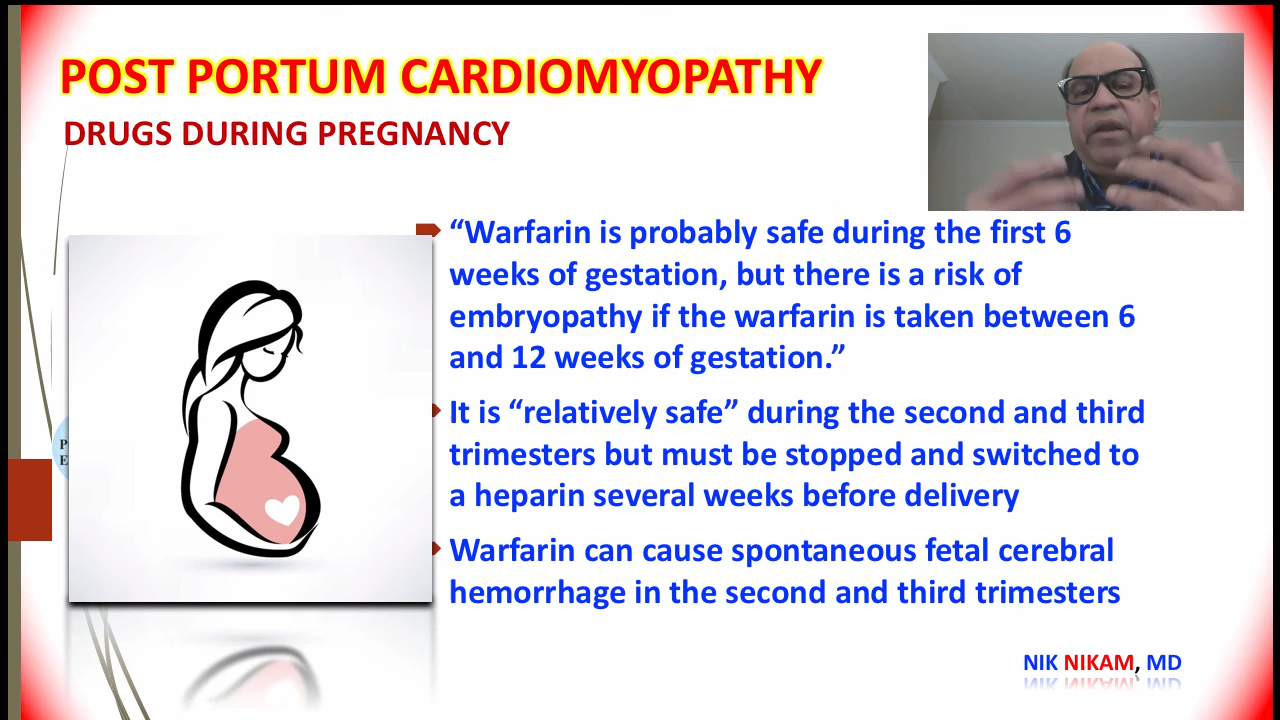 POST PORTUM CARDIOMYOPATHY
DRUGS DURING PREGNANCY
“Warfarin is probably safe during the first 6
weeks of gestation, but there is a risk of
embryopathy if the warfarin is taken between 6
and 12 weeks of gestation.”
It is “relatively safe” during the second and third
trimesters but must be stopped and switched to
a heparin several weeks before delivery
Warfarin can cause spontaneous fetal cerebral
hemorrhage in the second and third trimesters
P
E
NIK NIKAM, MD